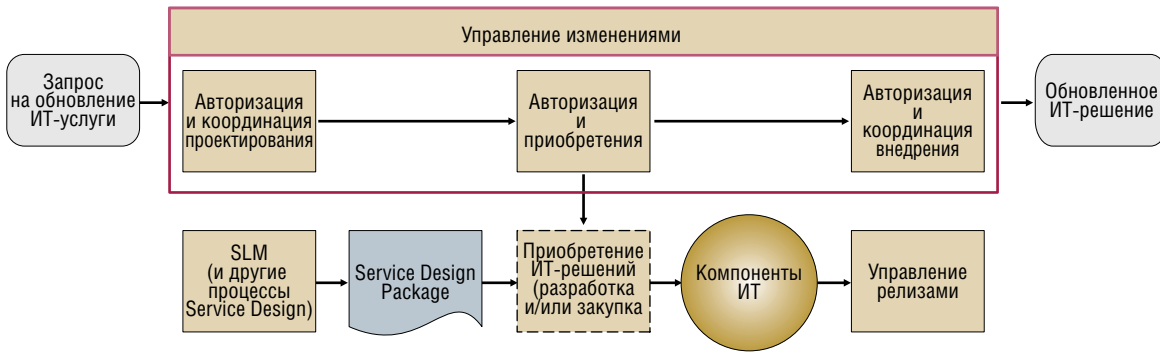 Управление изменениями
Запрос
на обновление
ИТ-услуги
Авторизация
и координация
проектирования
Авторизация
и
приобретения
Авторизация
и
координация
внедрения
Обновленное
ИТ-решение
SLM
(и другие
процессы
Service Design)
Service Design
Package
Приобретение
ИТ-решений
(разработка
и/или закупка
Компоненты
ИТ
Управление
релизами